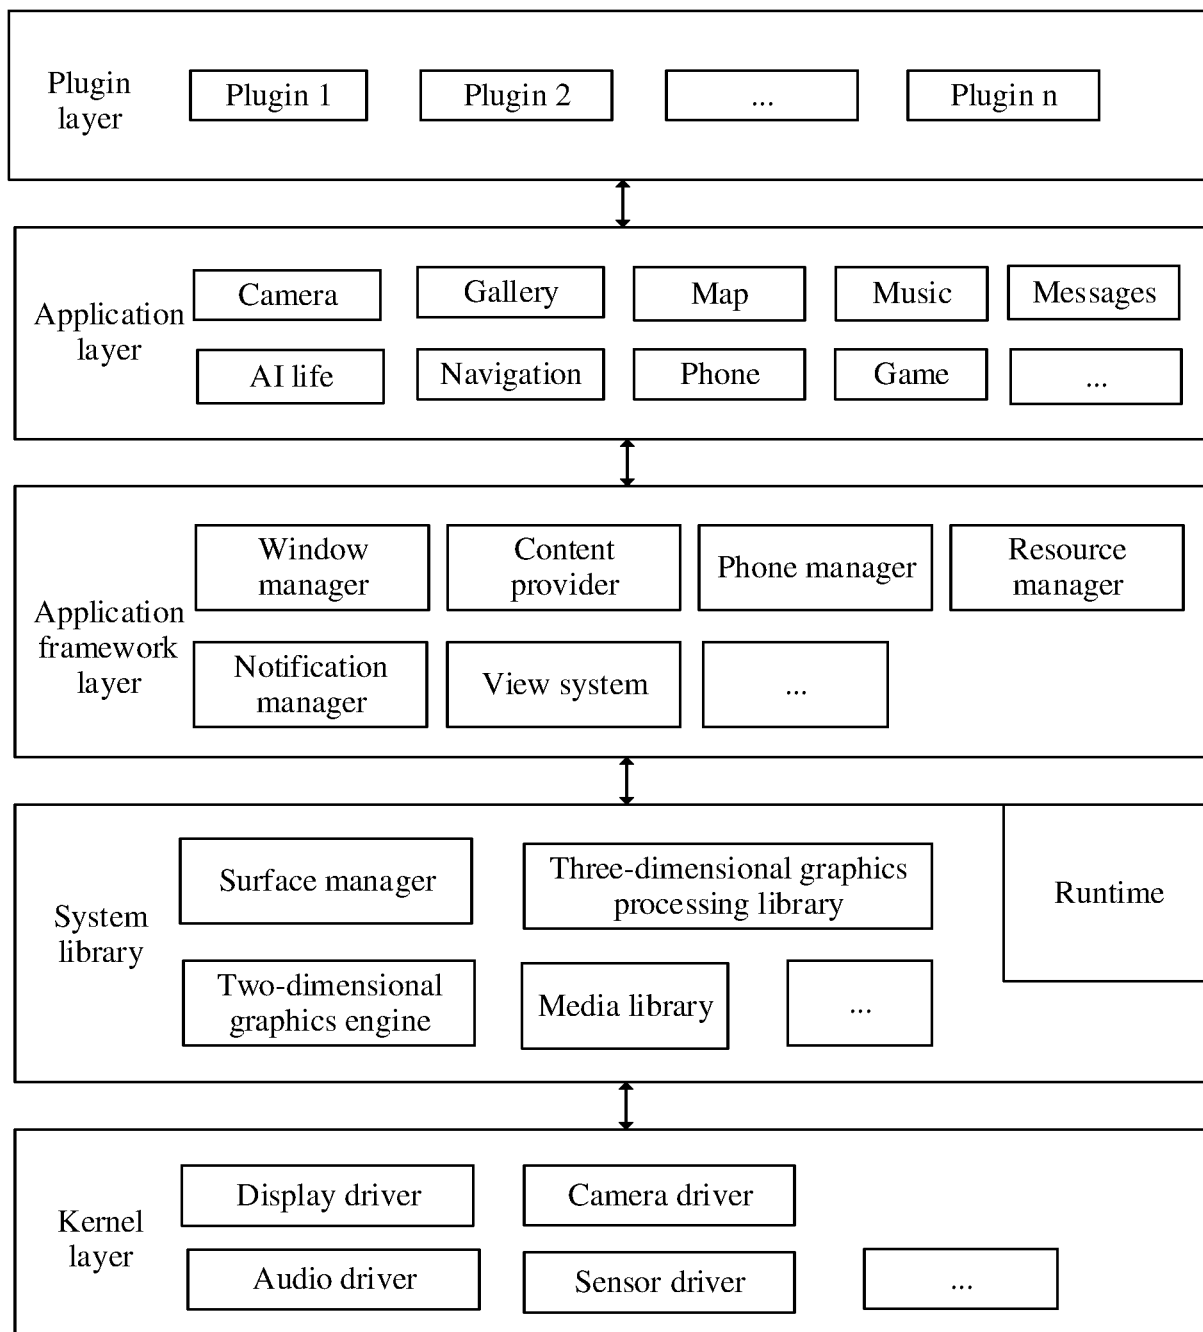 Plugin
layer
Plugin 1
Plugin 2
...
Plugin n
Application
layer
Camera
Gallery
Map
Music
Messages
AI life
Navigation
Phone
Game
...
Application
framework
layer
Window
manager
Content
provider
Phone manager
Resource
manager
Notification
manager
View system
...
System
library
Surface manager
Three-dimensional graphics
processing library
Runtime
Two-dimensional
graphics engine
Media library
...
Kernel
layer
Display driver
Camera driver
Audio driver
Sensor driver
...